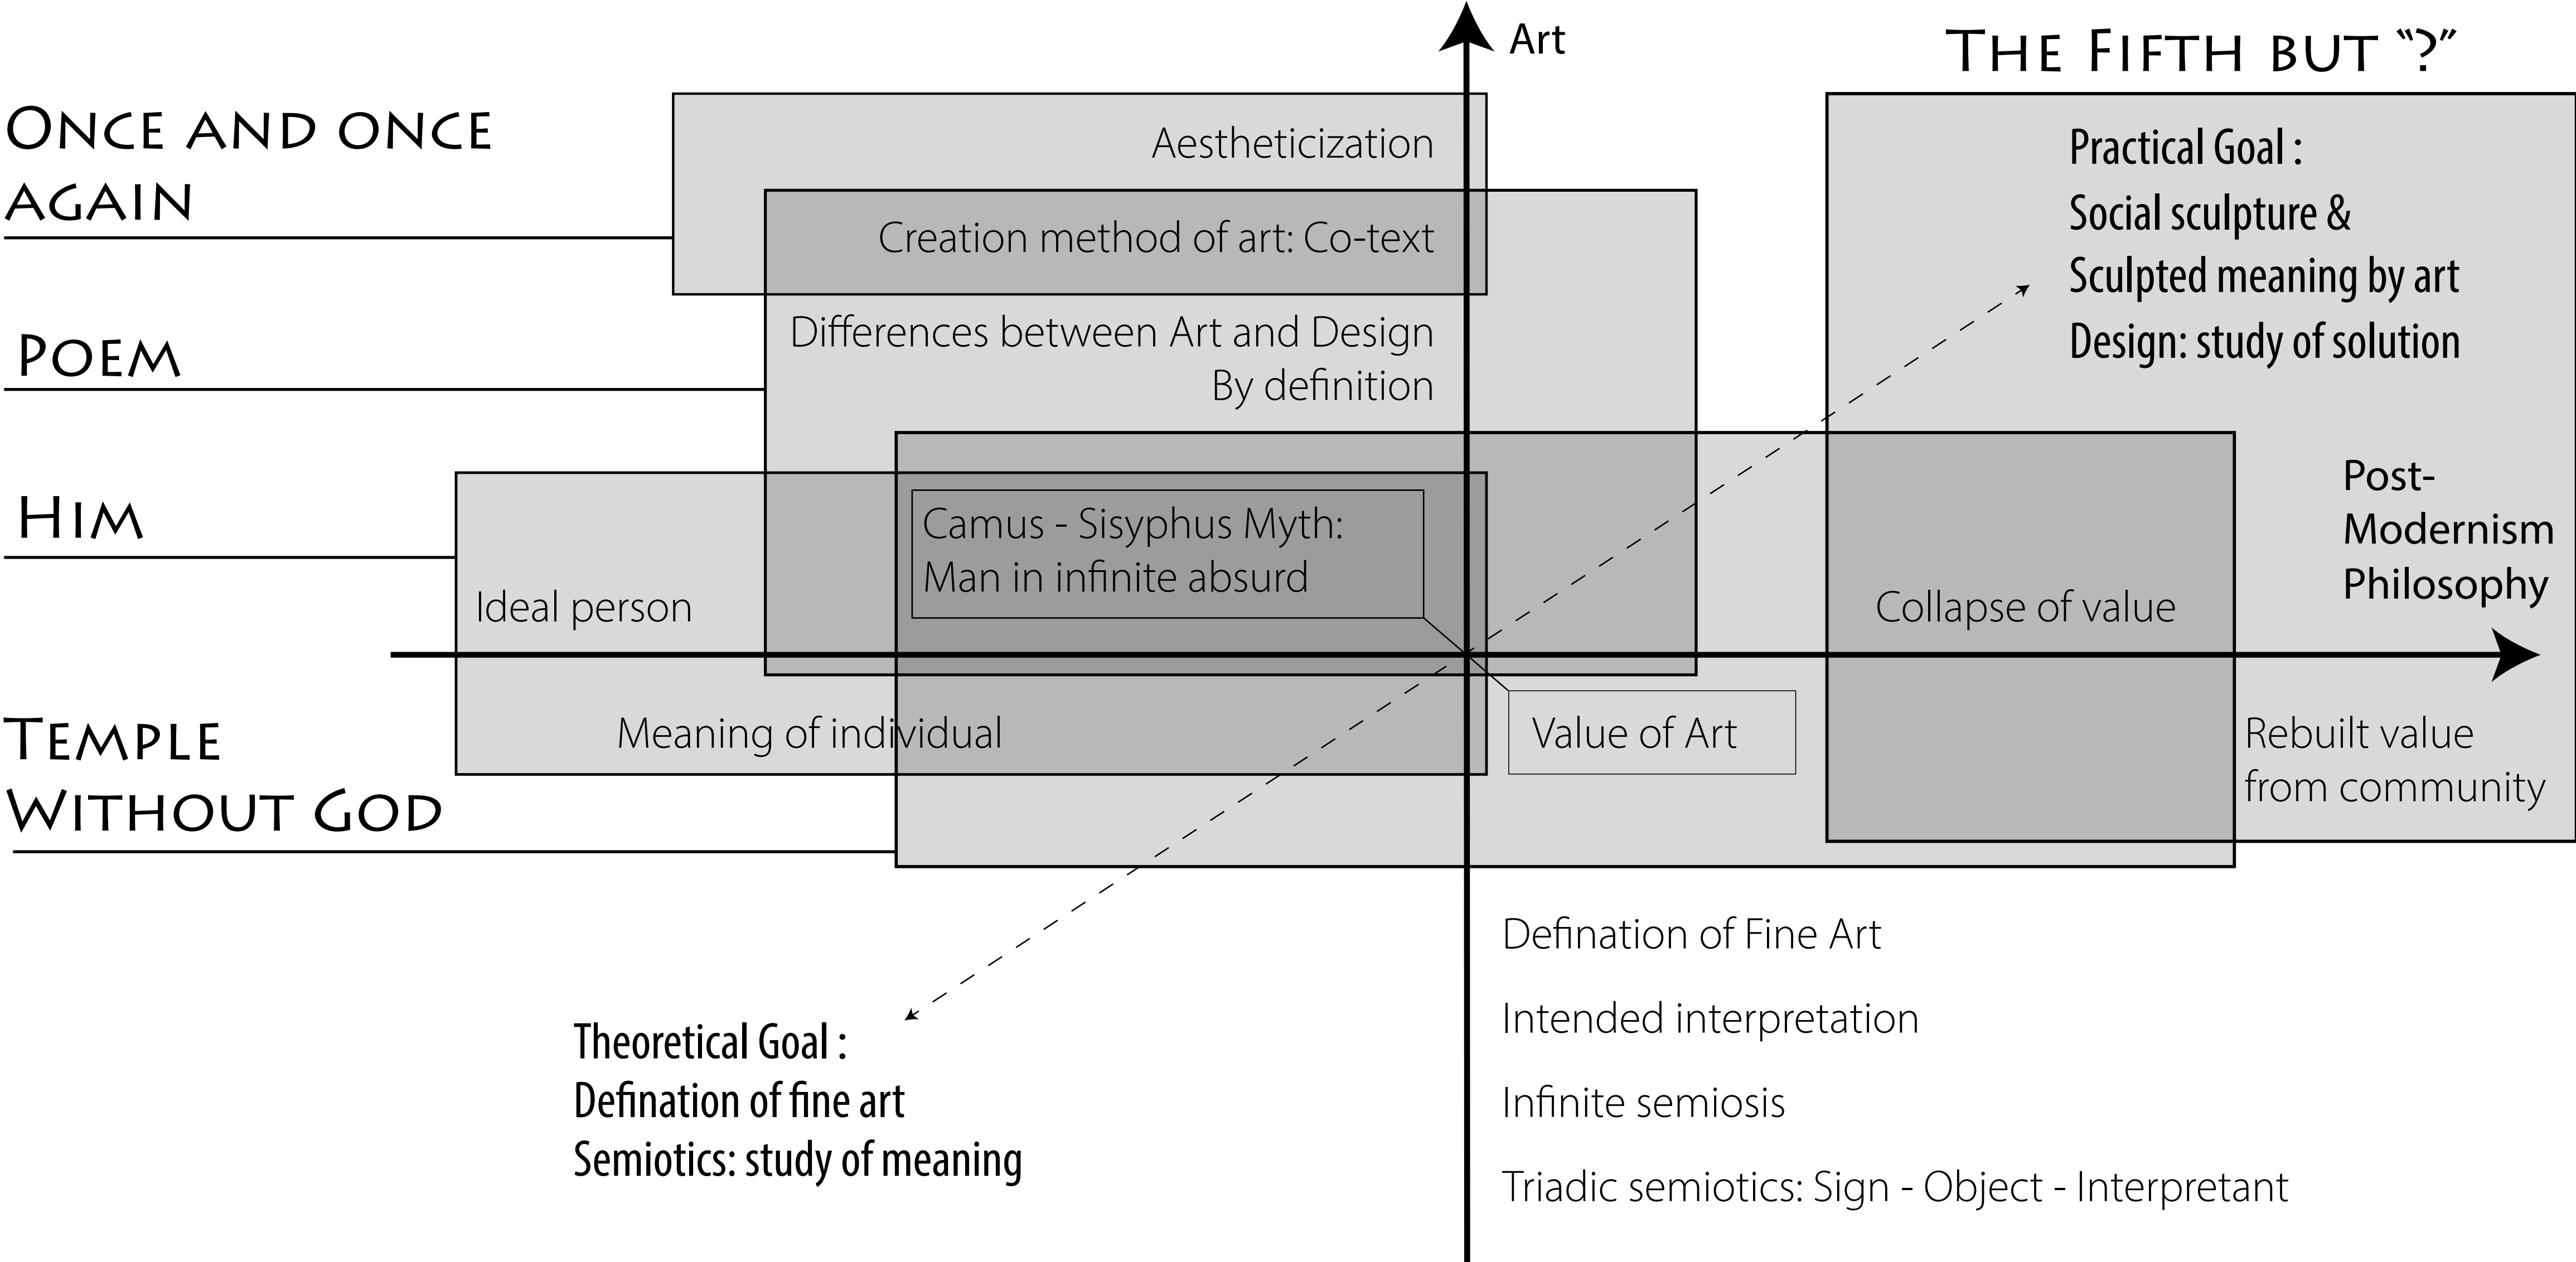 Art
THE FIFTH BUT “?”
ONCE AND ONCE
AGAIN
Aestheticization
Creation method of art: Co-text
Practical Goal :
Social sculpture &
Sculpted meaning by art
Design: study of solution
POEM
Differences between Art and Design
By definition
HIM
Camus - Sisyphus Myth:
Man in infinite absurd
Ideal person
Collapse of value
Post-
Modernism
Philosophy
TEMPLE
WITHOUT GOD
Meaning of individual
Value of Art
Rebuilt value
from community
Defination of Fine Art
Intended interpretation
Infinite semiosis
Triadic semiotics: Sign - Object - Interpretant
Theoretical Goal :
Defination of fine art
Semiotics: study of meaning